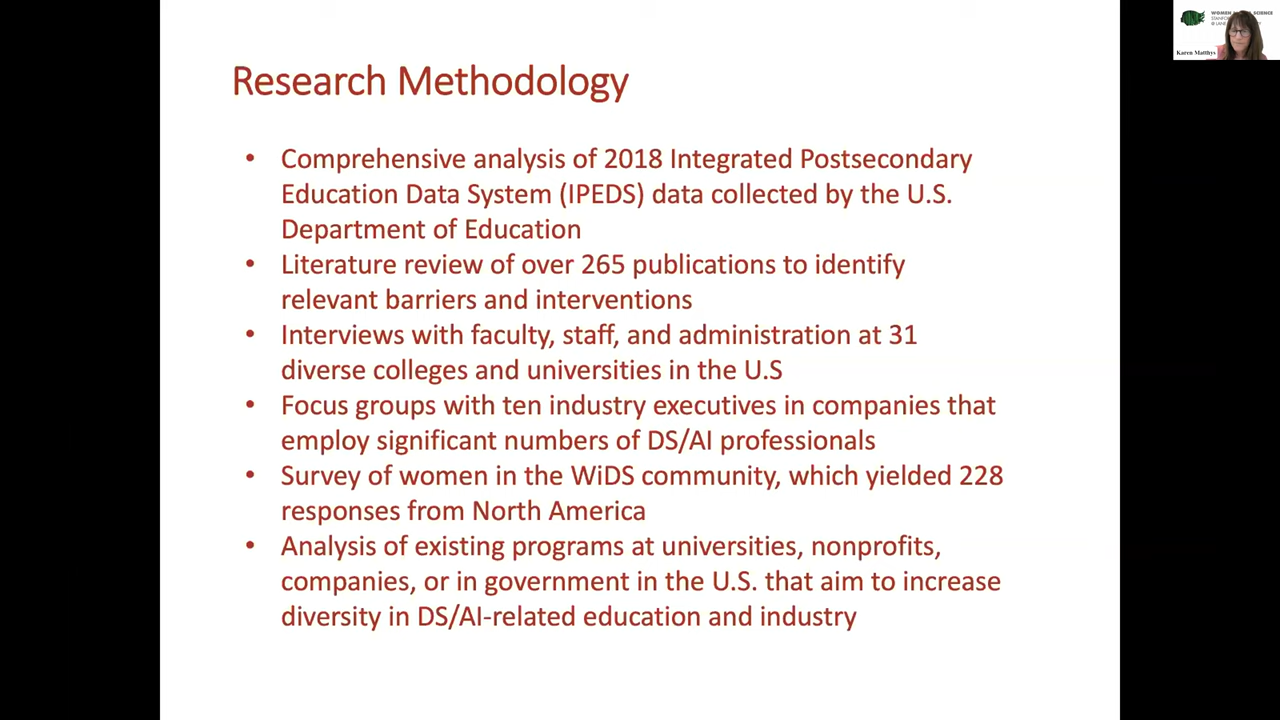 WOMEN
SCIENCE
Karen Matthys
Research Methodology
• Comprehensive analysis of 2018 Integrated Postsecondary
Education Data System (IPEDS) data collected by the U.S.
Department of Education
• Literature review of over 265 publications to identify
relevant barriers and interventions
• Interviews with faculty, staff, and administration at 31
diverse colleges and universities in the U.S
• Focus groups with ten industry executives in companies that
employ significant numbers of DS/AI professionals
• Survey of women in the WiDS community, which yielded 228
responses from North America
• Analysis of existing programs at universities, nonprofits,
companies, or in government in the U.S. that aim to increase
diversity in DS/AI-related education and industry